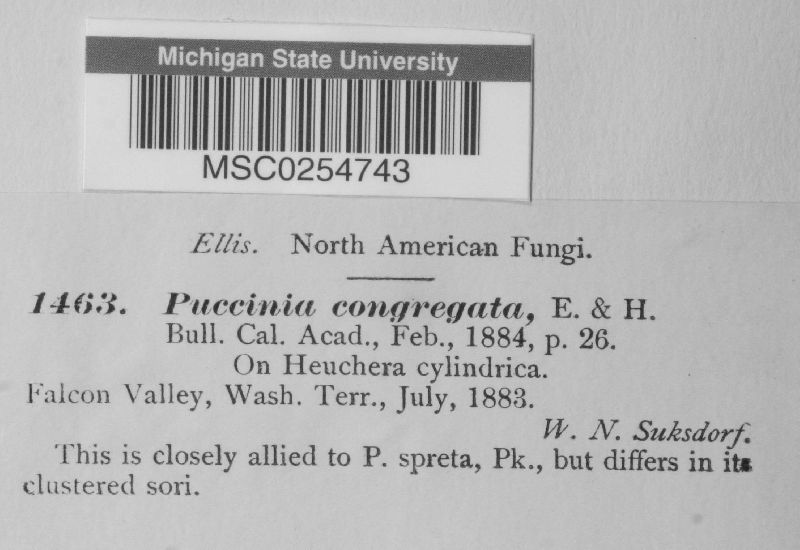 Michigan State University
MSC0254743
Ellis. North American Fungi.
1463. Puccinia congregata, E. & H.
Bull. Cal. Acad., Feb., 1884, p. 26.
On Heuchera cylindrica.
Falcon Valley, Wash. Terr., July, 1883.
W. N. Suksdorf.
This is closely allied to P. spreta, Pk., but differs in its
clustered sori.